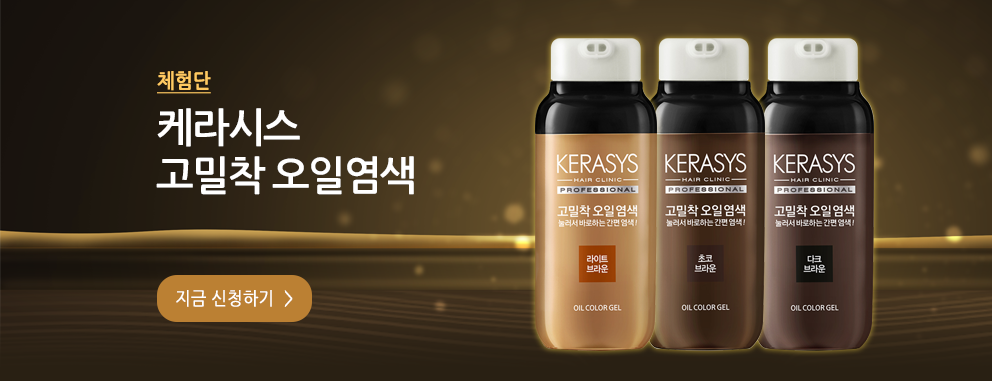 체험단
케라시스
고밀착 오일염색
지금 신청하기
KERASYS
HAIR CLINIC
PROFESSIONAL
고밀착 오일염색
눌러서 바로하는 간편 염색!
라이트
브라운
OIL COLOR GEL
KERASYS
HAIR CLINIC
PROFESSIONAL
고밀착 오일염색
눌러서 바로하는 간편 염색!
초코
브라운
OIL COLOR GEL
KERASYS
HAIR CLINIC
PROFESSIONAL
고밀착 오일염색
눌러서 바로하는 간편 염색!
다크
브라운
OIL COLOR GEL